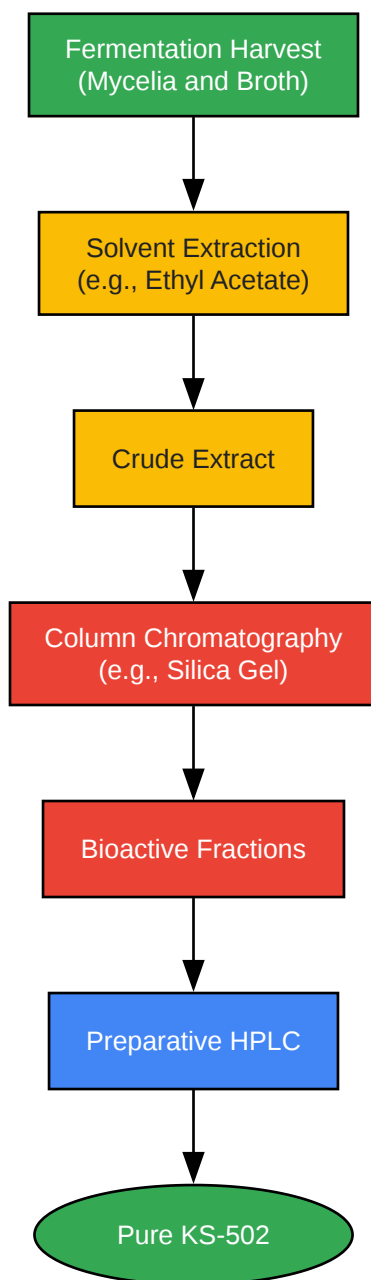 Fermentation Harvest
(Mycelia and Broth)
Solvent Extraction
(e.g., Ethyl Acetate)
Crude Extract
Column Chromatography
(e.g., Silica Gel)
Bioactive Fractions
Preparative HPLC
Pure KS-502